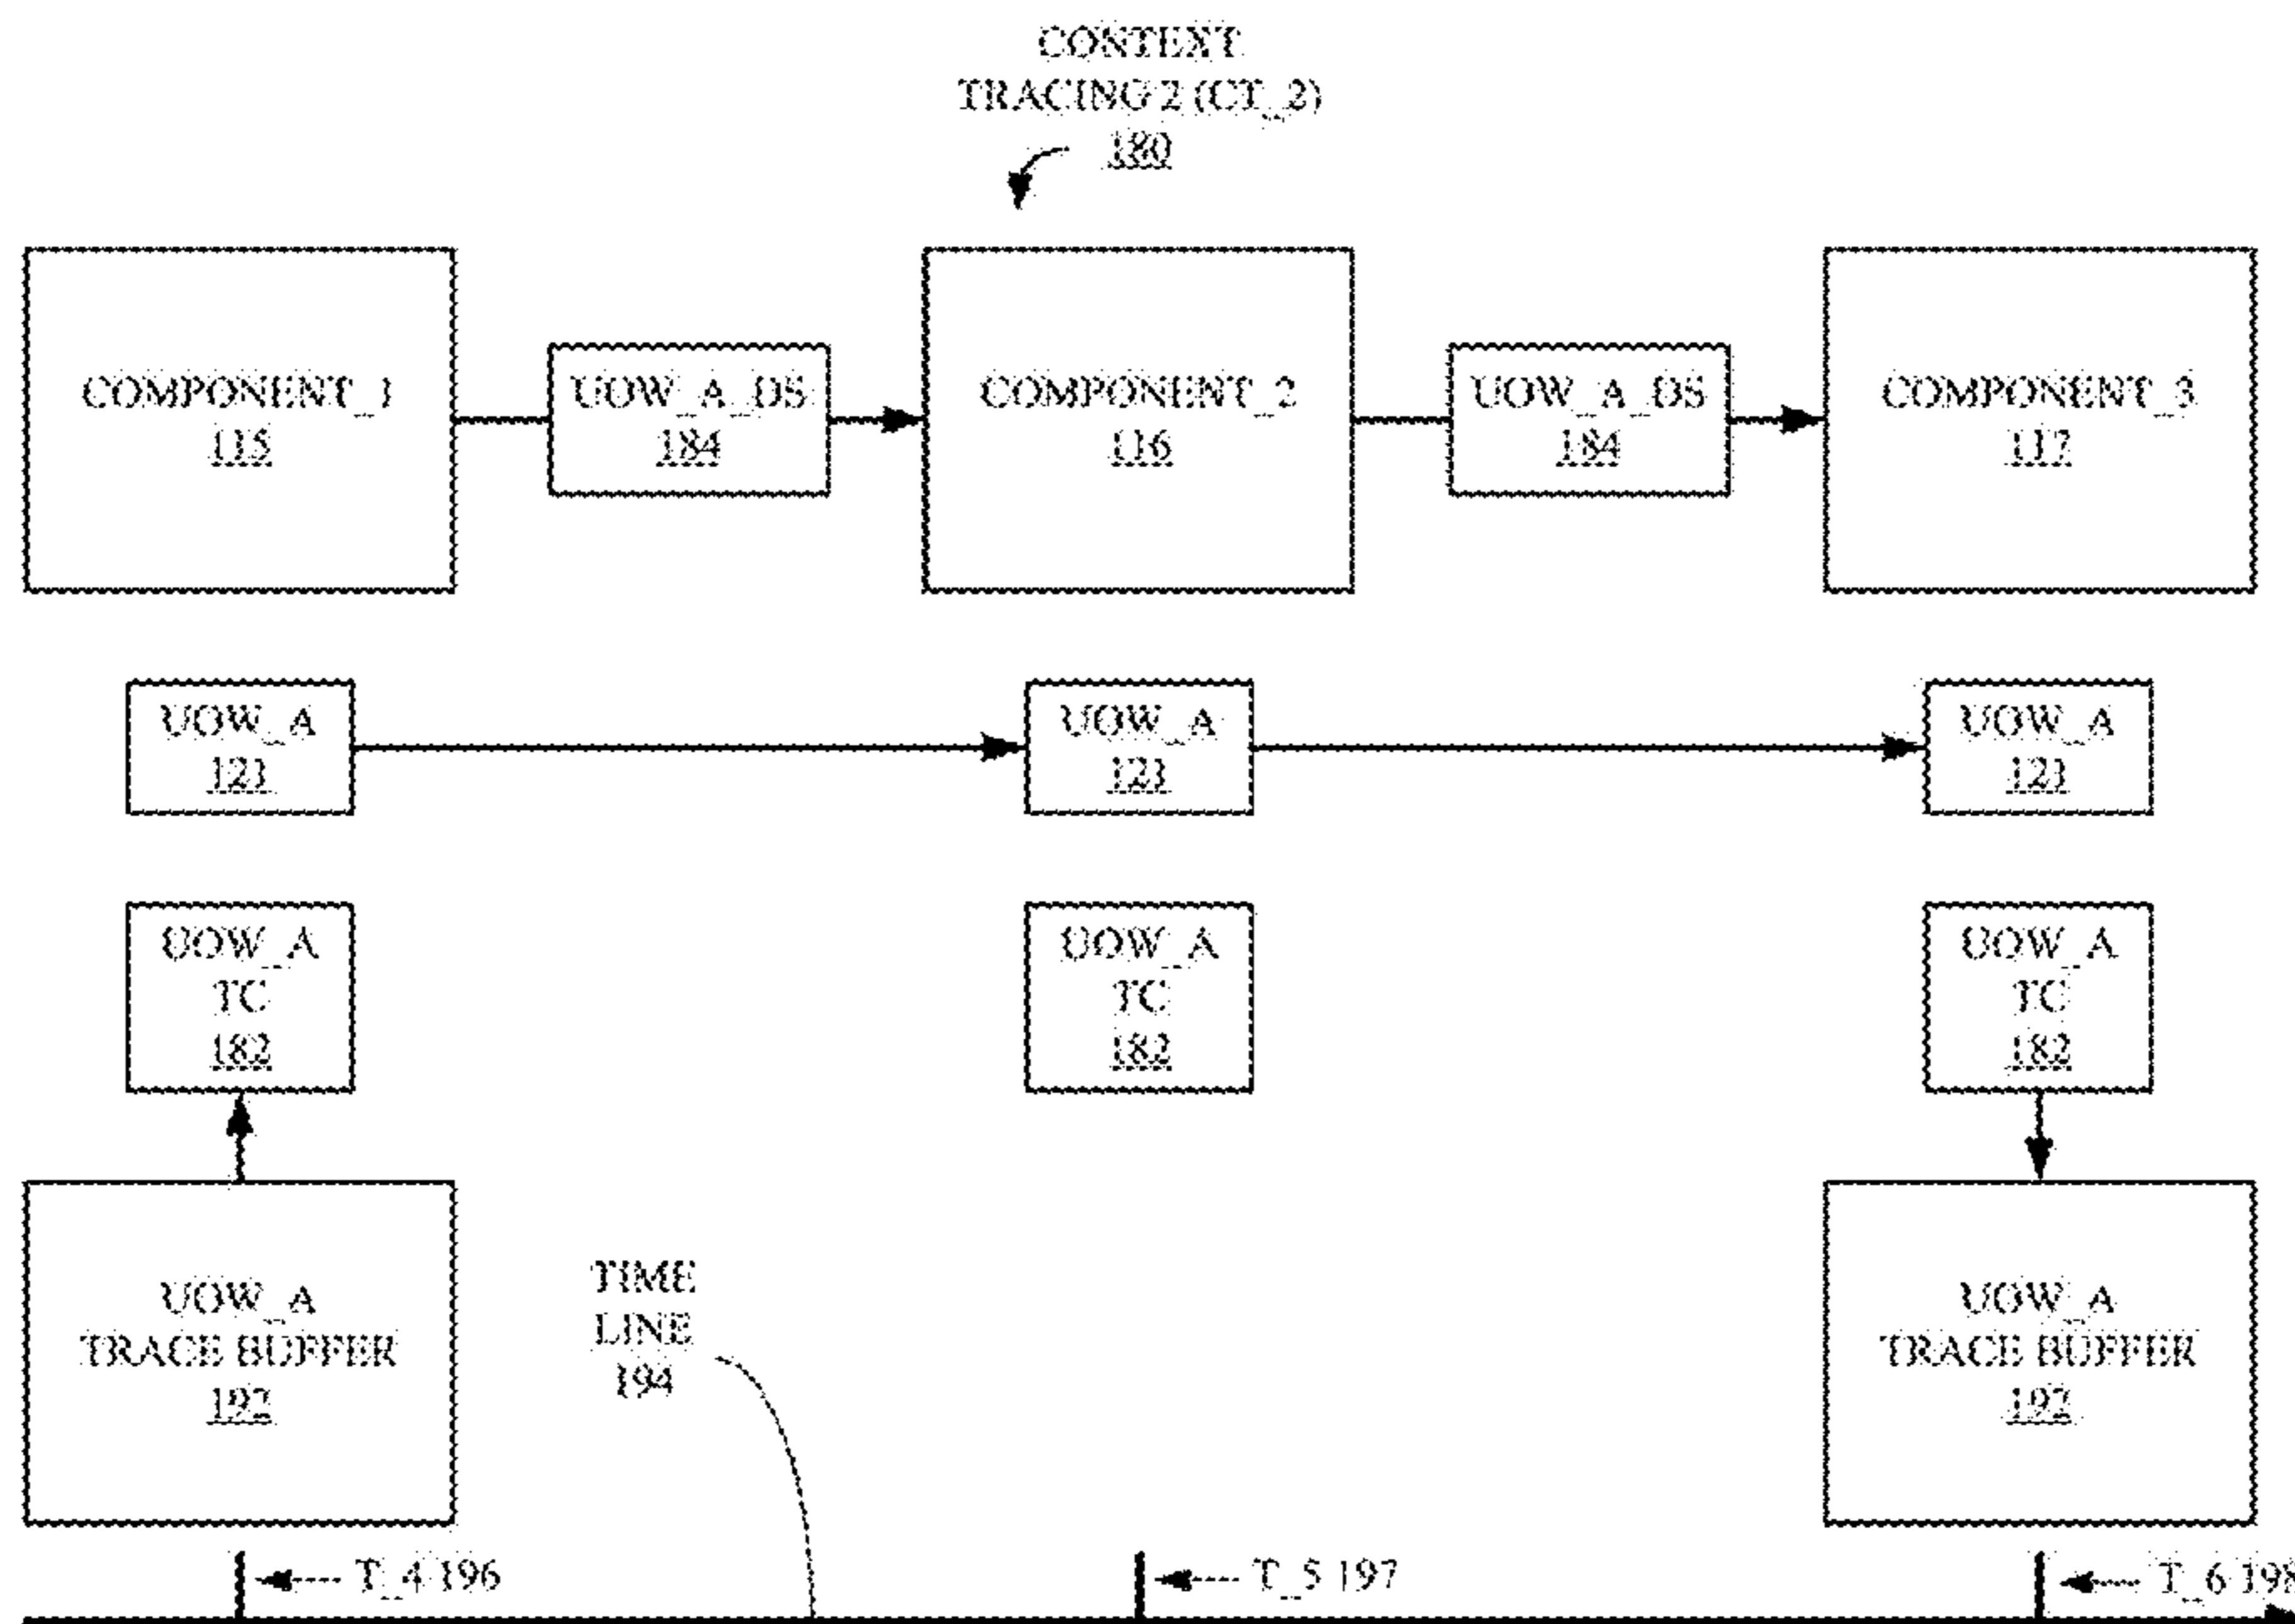 CONTEXT
TRACING 2 (CT_2)
180
COMPONENT_1
115
UOW_A_DS
184
COMPONENT_2
116
UOW_A_DS
184
COMPONENT_3
117
UOW_A
121
UOW_A
121
UOW_A
121
UOW_A
TC
182
UOW_A
TC
182
UOW_A
TC
182
UOW_A
TRACE BUFFER
192
TIME
LINE
194
UOW_A
TRACE BUFFER
192
T_4 196
T_5 197
T_6 198